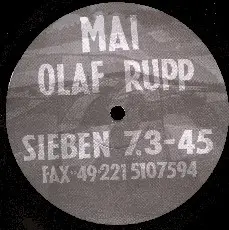 MAI
OLAF RUPP
SIEBEN 7.3-45
FAX-49-221 5107594